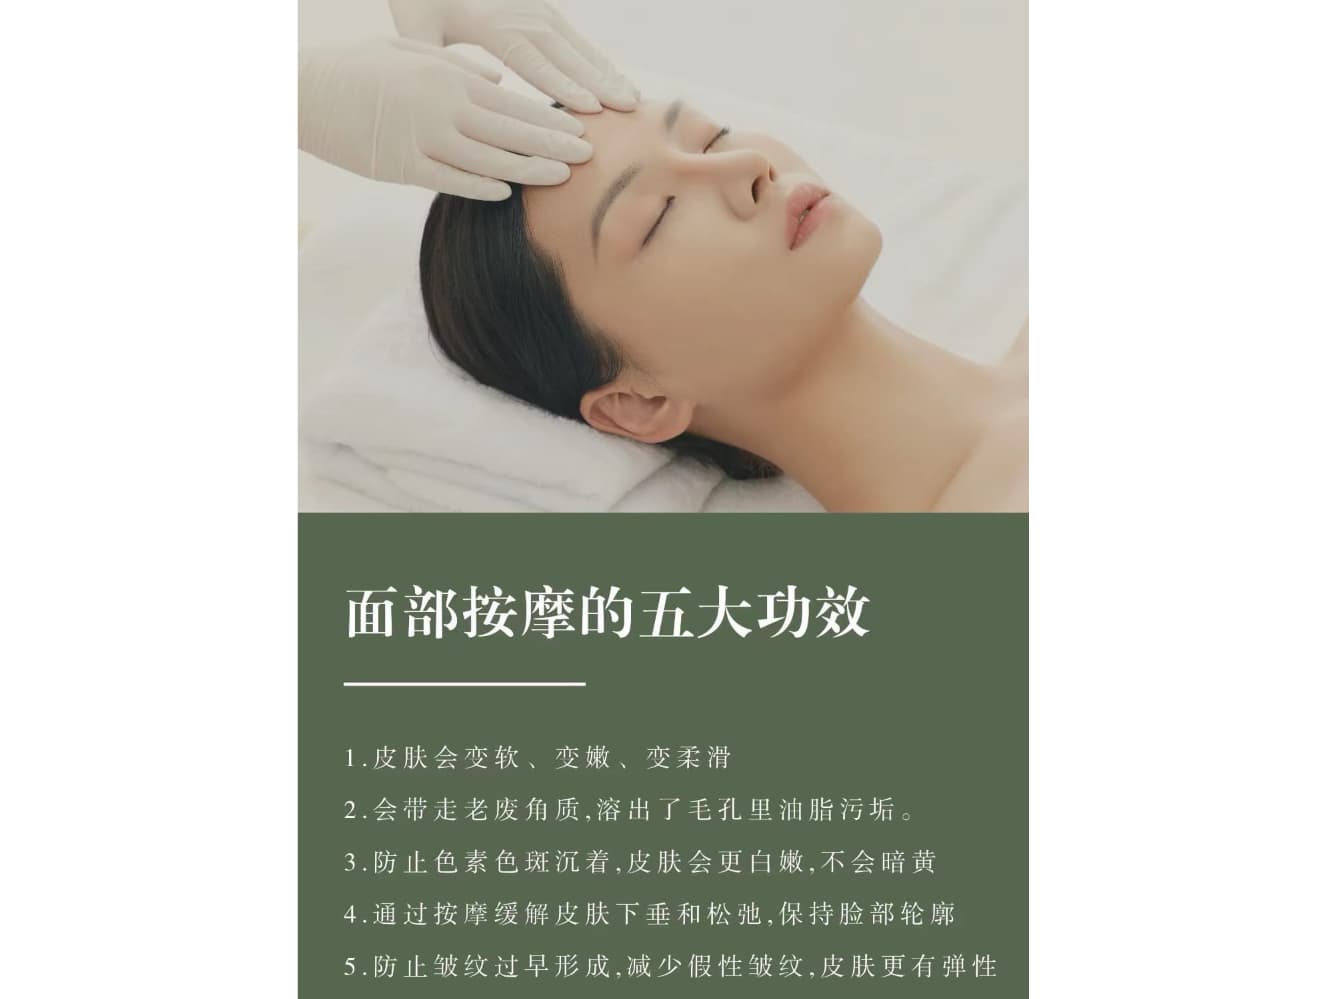 面部按摩的五大功效
1.皮肤会变软、变嫩、变柔滑
2.会带走老废角质,溶出了毛孔里油脂污垢。
3.防止色素色斑沉着,皮肤会更白嫩,不会暗黄
4.通过按摩缓解皮肤下垂和松弛,保持脸部轮廓
5.防止皱纹过早形成,减少假性皱纹,皮肤更有弹性